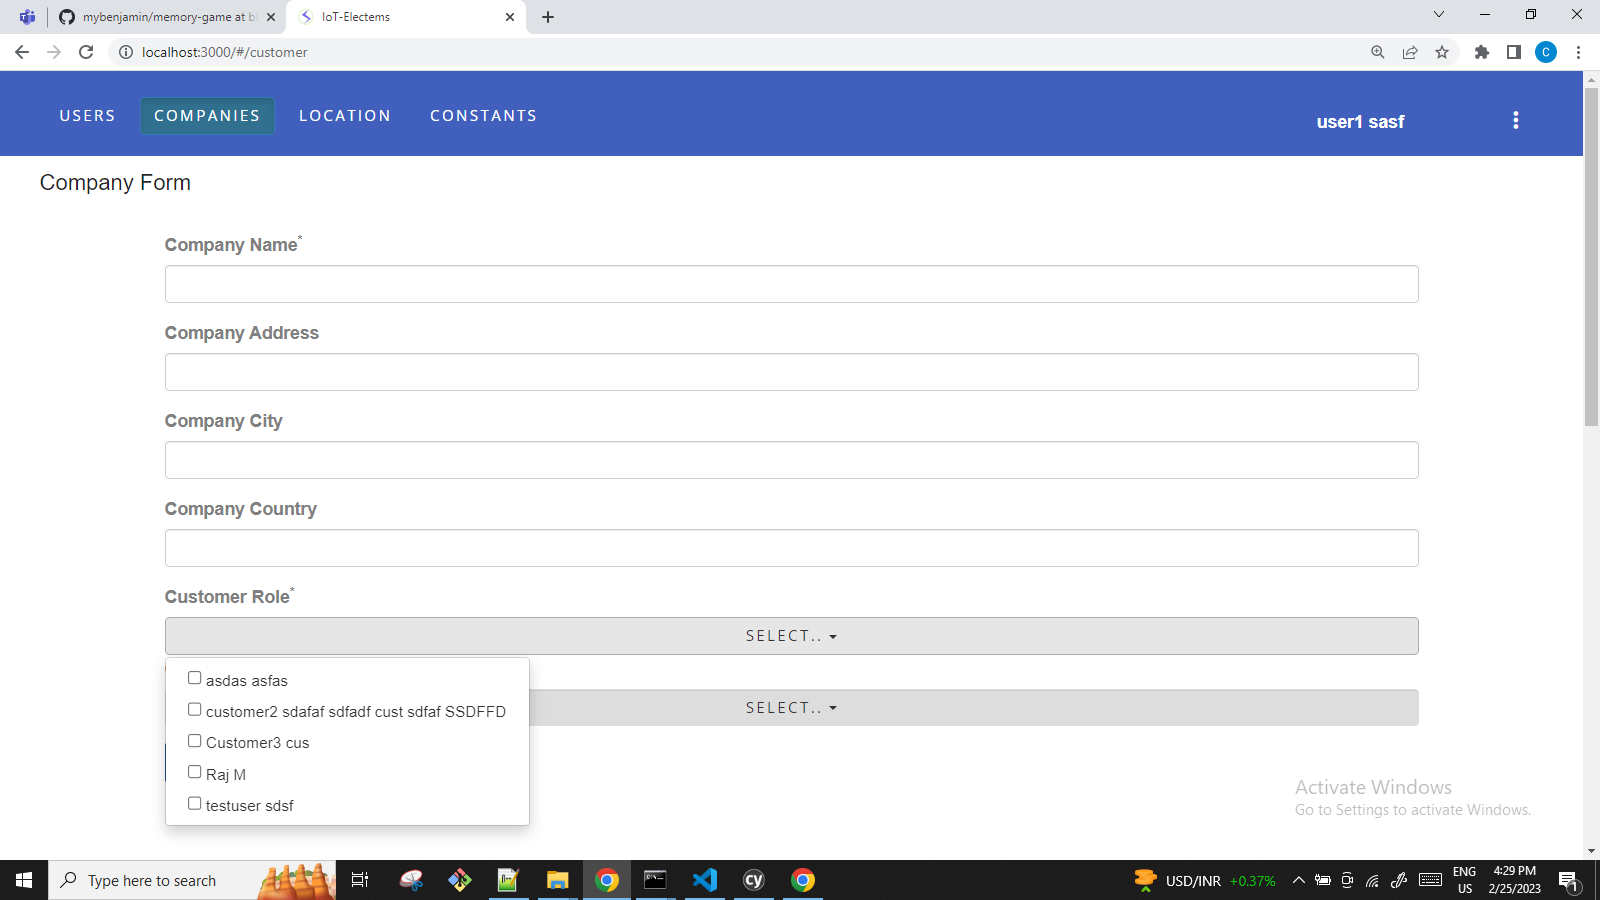 mybenjamin/memory-game at b
IoT-Electems
localhost:3000/#/customer
C
USERS
COMPANIES
LOCATION
CONSTANTS
user1 sasf
Company Form
Company Name*
Company Address
Company City
Company Country
Customer Role*
SELECT..
asdas asfas
customer2 sdafaf sdfadf cust sdfaf SSDFFD
SELECT..
Customer3 cus
Raj M
testuser sdsf
Activate Windows
Go to Settings to activate Windows.
Type here to search
cy
USD/INR +0.37%
ENG
US
4:29 PM
2/25/2023
1